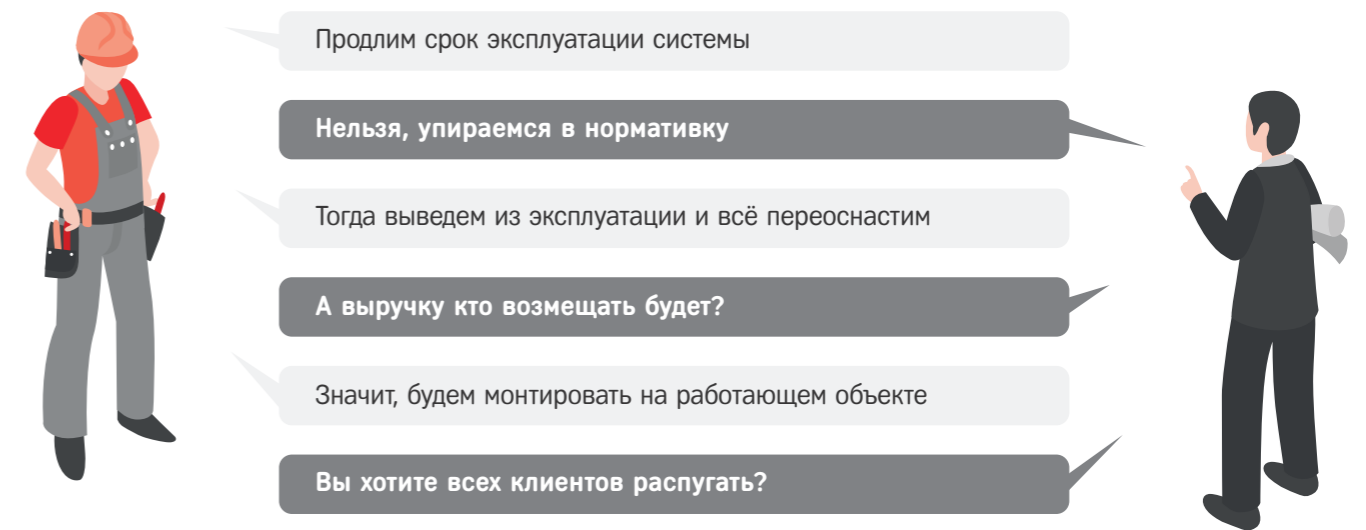 Продлим срок эксплуатации системы
Нельзя, упираемся в нормативку
Тогда выведем из эксплуатации и всё переоснастим
А выручку кто возмещать будет?
Значит, будем монтировать на работающем объекте
Вы хотите всех клиентов распугать?